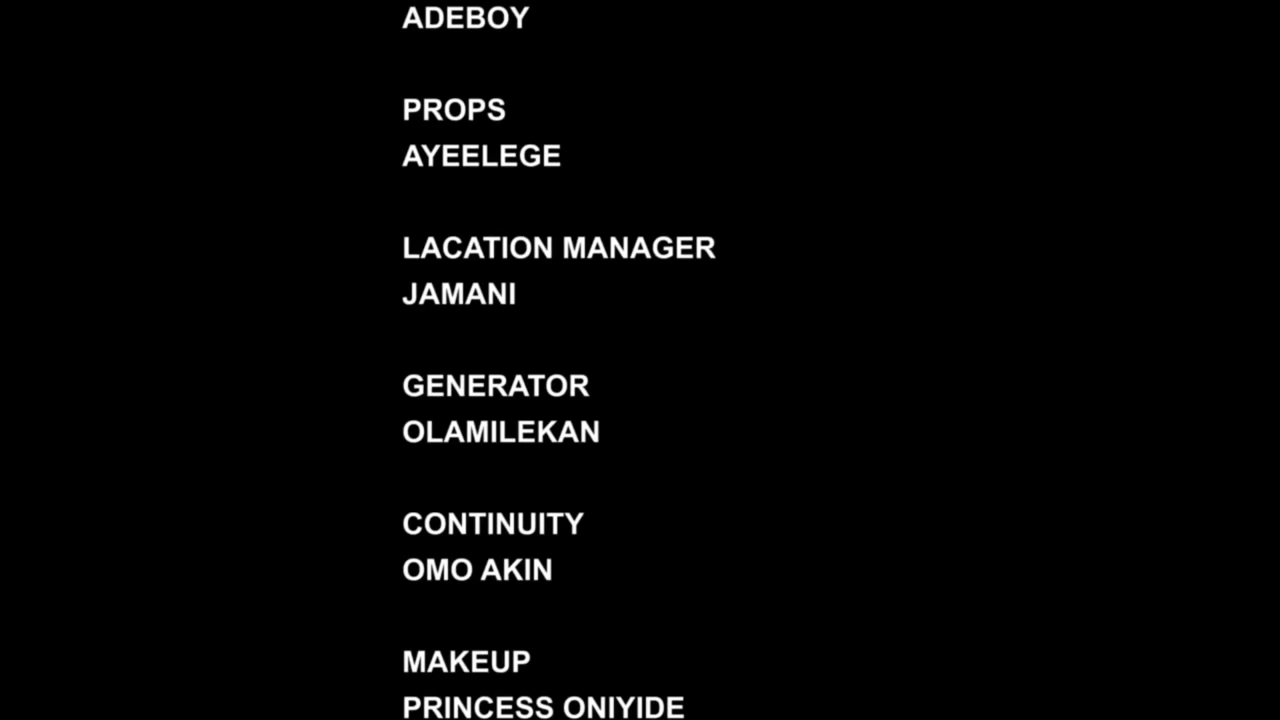 ADEBOY
PROPS
AYEELEGE
LACATION MANAGER
JAMANI
GENERATOR
OLAMILEKAN
CONTINUITY
OMO AKIN
MAKEUP
PRINCESS ONIYIDE